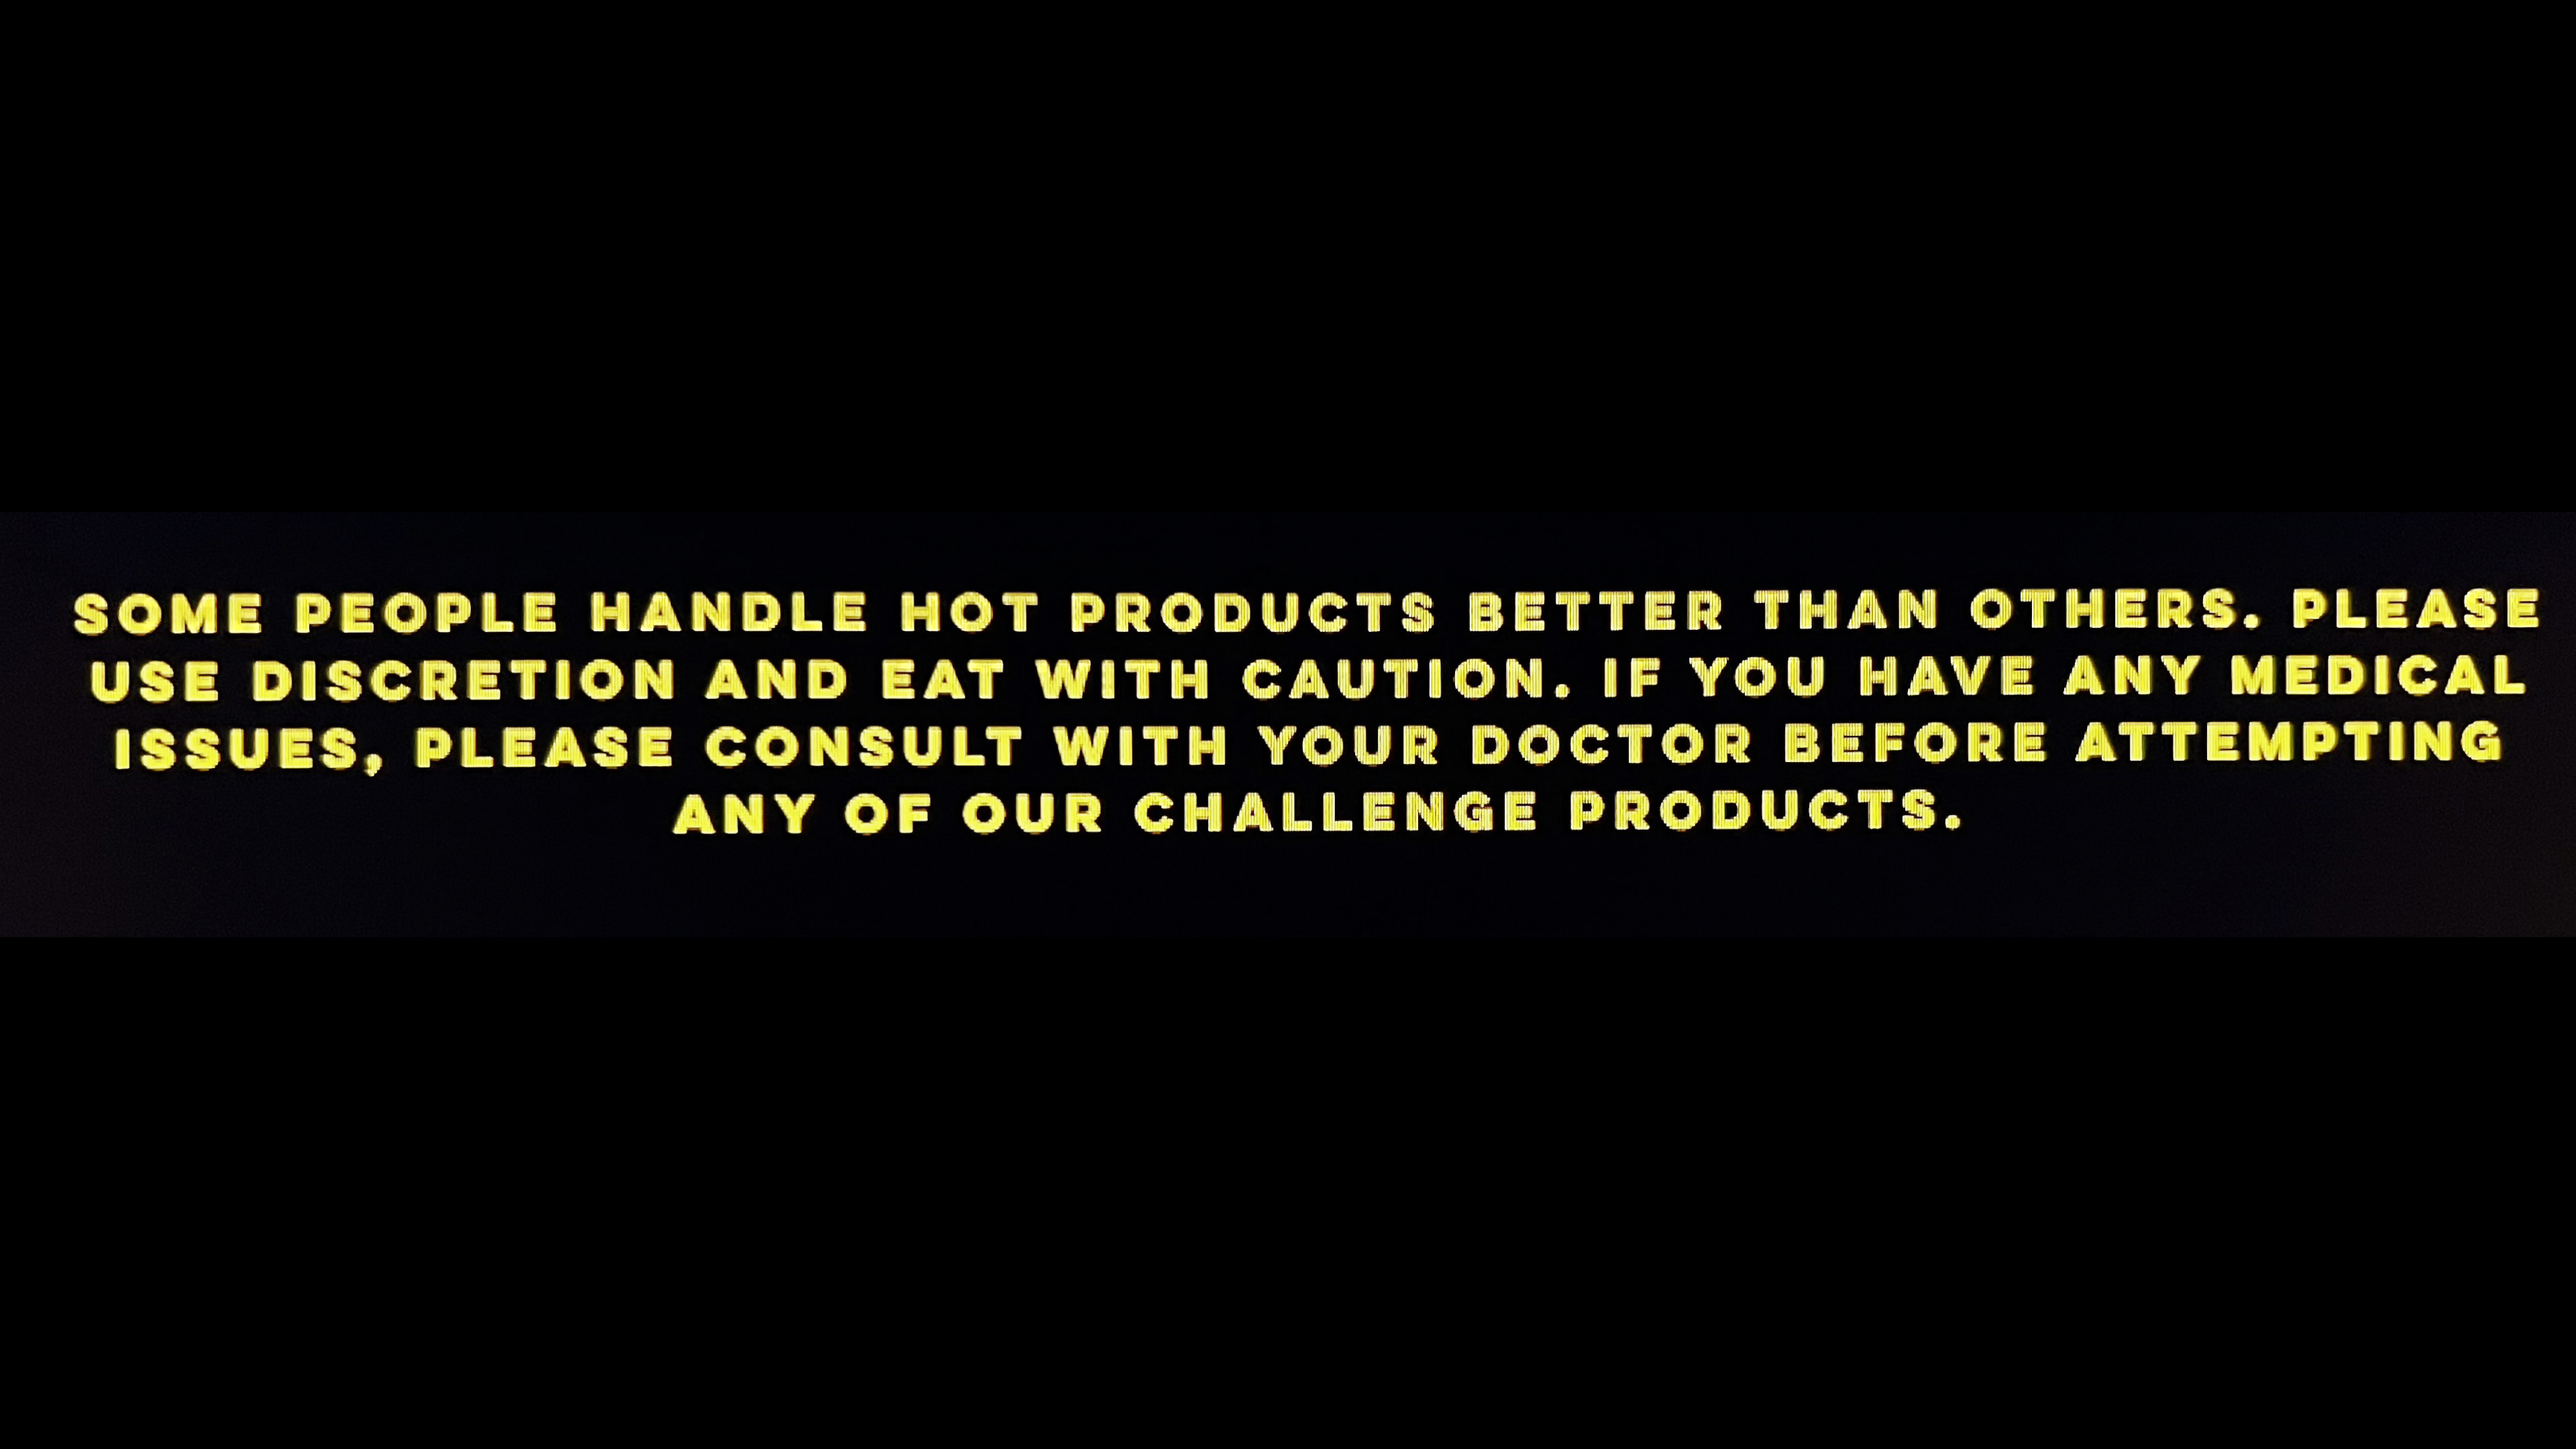 SOME PEOPLE HANDLE HOT PRODUCTS BETTER THAN OTHERS. PLEASE
USE DISCRETION AND EAT WITH CAUTION. IF YOU HAVE ANY MEDICAL
ISSUES, PLEASE CONSULT WITH YOUR DOCTOR BEFORE ATTEMPTING
ANY OF OUR CHALLENGE PRODUCTS.